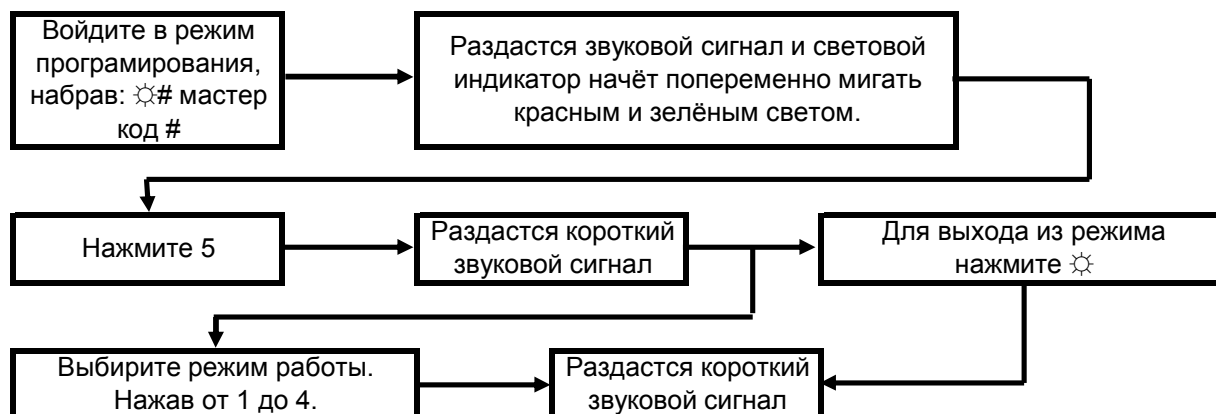 Войдите в режим
програмирования,
набрав: ☼# мастер
код #
Раздастся звуковой сигнал и световой
индикатор начёт попеременно мигать
красным и зелёным светом.
Нажмите 5
Раздастся короткий
звуковой сигнал
Для выхода из режима
нажмите ☼
Выбирите режим работы.
Нажав от 1 до 4.
Раздастся короткий
звуковой сигнал